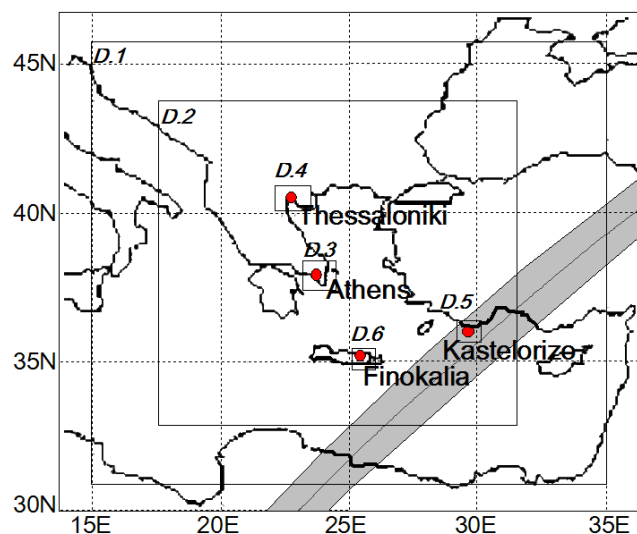 45N
D.1
D.2
D.4
Thessaloniki
40N
D.3
Athens
D.5
Kastelorizo
D.6
Finokalia
35N
30N
15E 20E 25E 30E 35E